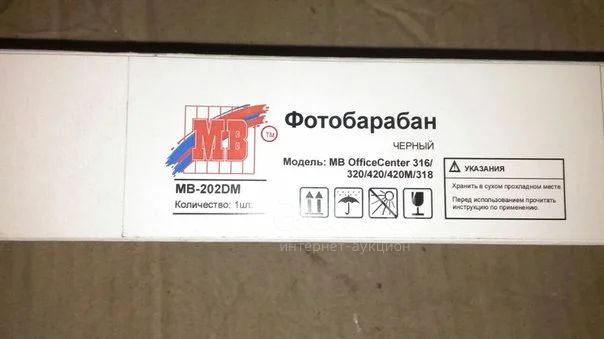 MB
TM
MB-202DM
Количество: 1шт.
Фотобарабан
ЧЕРНЫЙ
Модель: MB OfficeCenter 316/
320/420/420M/318
УКАЗАНИЯ
Хранить в сухом прохладном месте.
Перед использованием прочитать
инструкцию по применению.
интернет-аукцион